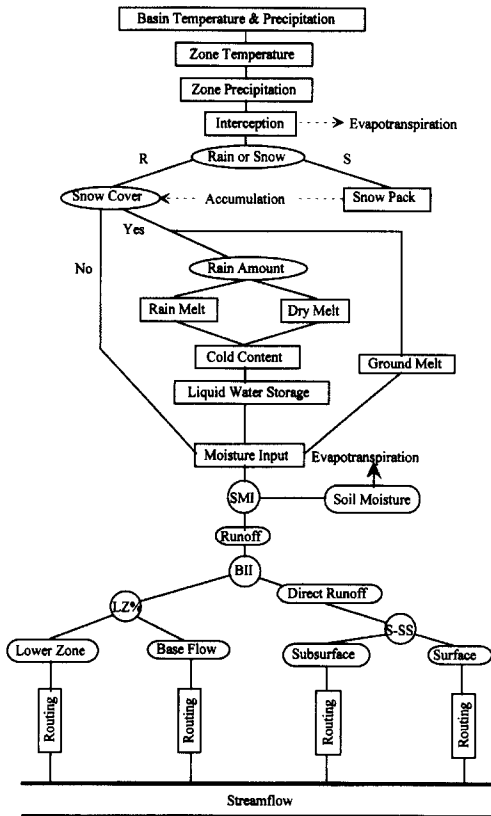 Basin Temperature & Precipitation
Zone Temperature
Zone Precipitation
Interception
Evapotranspiration
R
Rain or Snow
S
Snow Cover
Accumulation
Snow Pack
Yes
No
Rain Amount
Rain Melt
Dry Melt
Cold Content
Ground Melt
Liquid Water Storage
Moisture Input
Evapotranspiration
SMI
Soil Moisture
Runoff
BII
LZ%
Direct Runoff
S-SS
Lower Zone
Base Flow
Subsurface
Surface
Routing
Routing
Routing
Routing
Streamflow